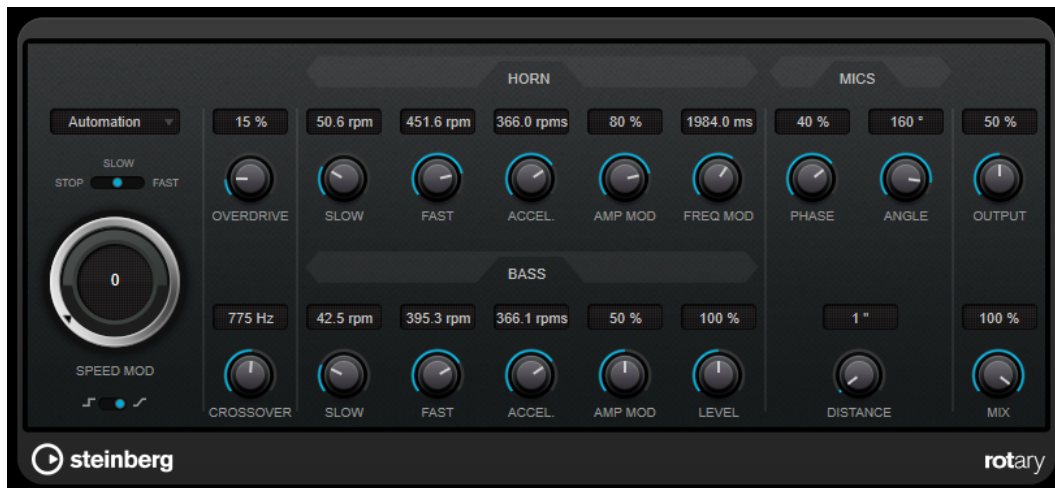 HORN MICS
Automation 15 % 50.6 rpm 451.6 rpm 366.0 rpms 80 % 1984.0 ms 40 % 160 ° 50 %
SLOW
STOP FAST
OVERDRIVE SLOW FAST ACCEL. AMP MOD FREQ MOD PHASE ANGLE OUTPUT
BASS
0
775 Hz 42.5 rpm 395.3 rpm 366.1 rpms 50 % 100 % 1 " 100 %
SPEED MOD
CROSSOVER SLOW FAST ACCEL. AMP MOD LEVEL DISTANCE MIX
steinberg rotary